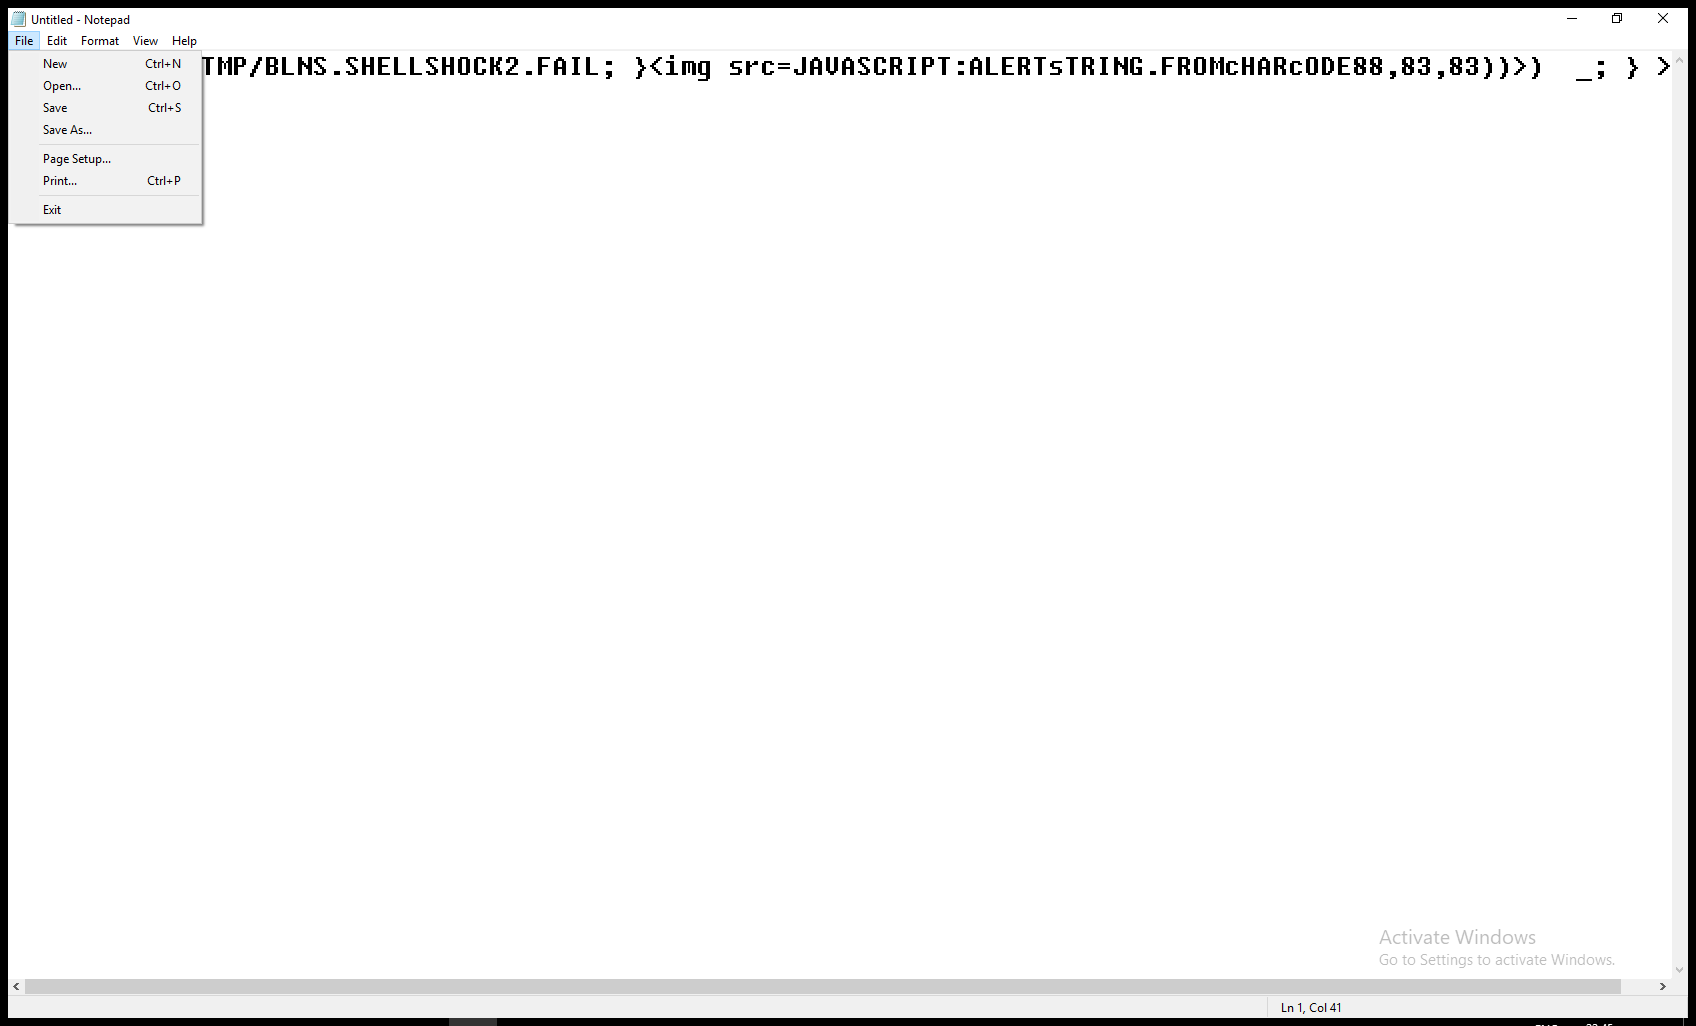 Untitled - Notepad
File Edit Format View Help
TMP/BLNS.SHELLSHOCK2.FAIL; }<img src=JAVASCRIPT:ALERTsTRING.FROMcHARcODE88,83,83))>)  _; } >
New Ctrl+N
Open... Ctrl+O
Save Ctrl+S
Save As...
Page Setup...
Print... Ctrl+P
Exit
Activate Windows
Go to Settings to activate Windows.
Ln 1, Col 41